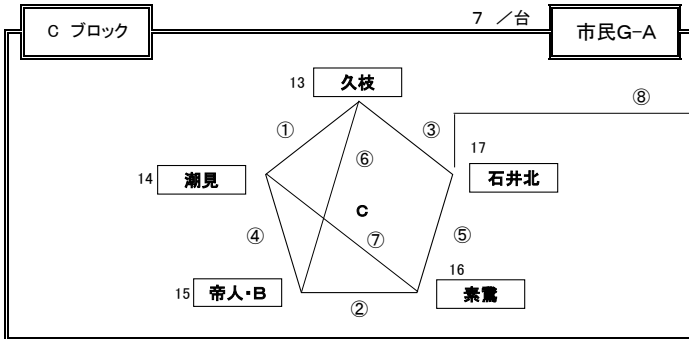 C ブロック
7 ／台
市民G-A
13 久枝
⑧
① ③
17
⑥
14 潮見
石井北
C
④ ⑦ ⑤
16
15 帝人・B
素鵞
②